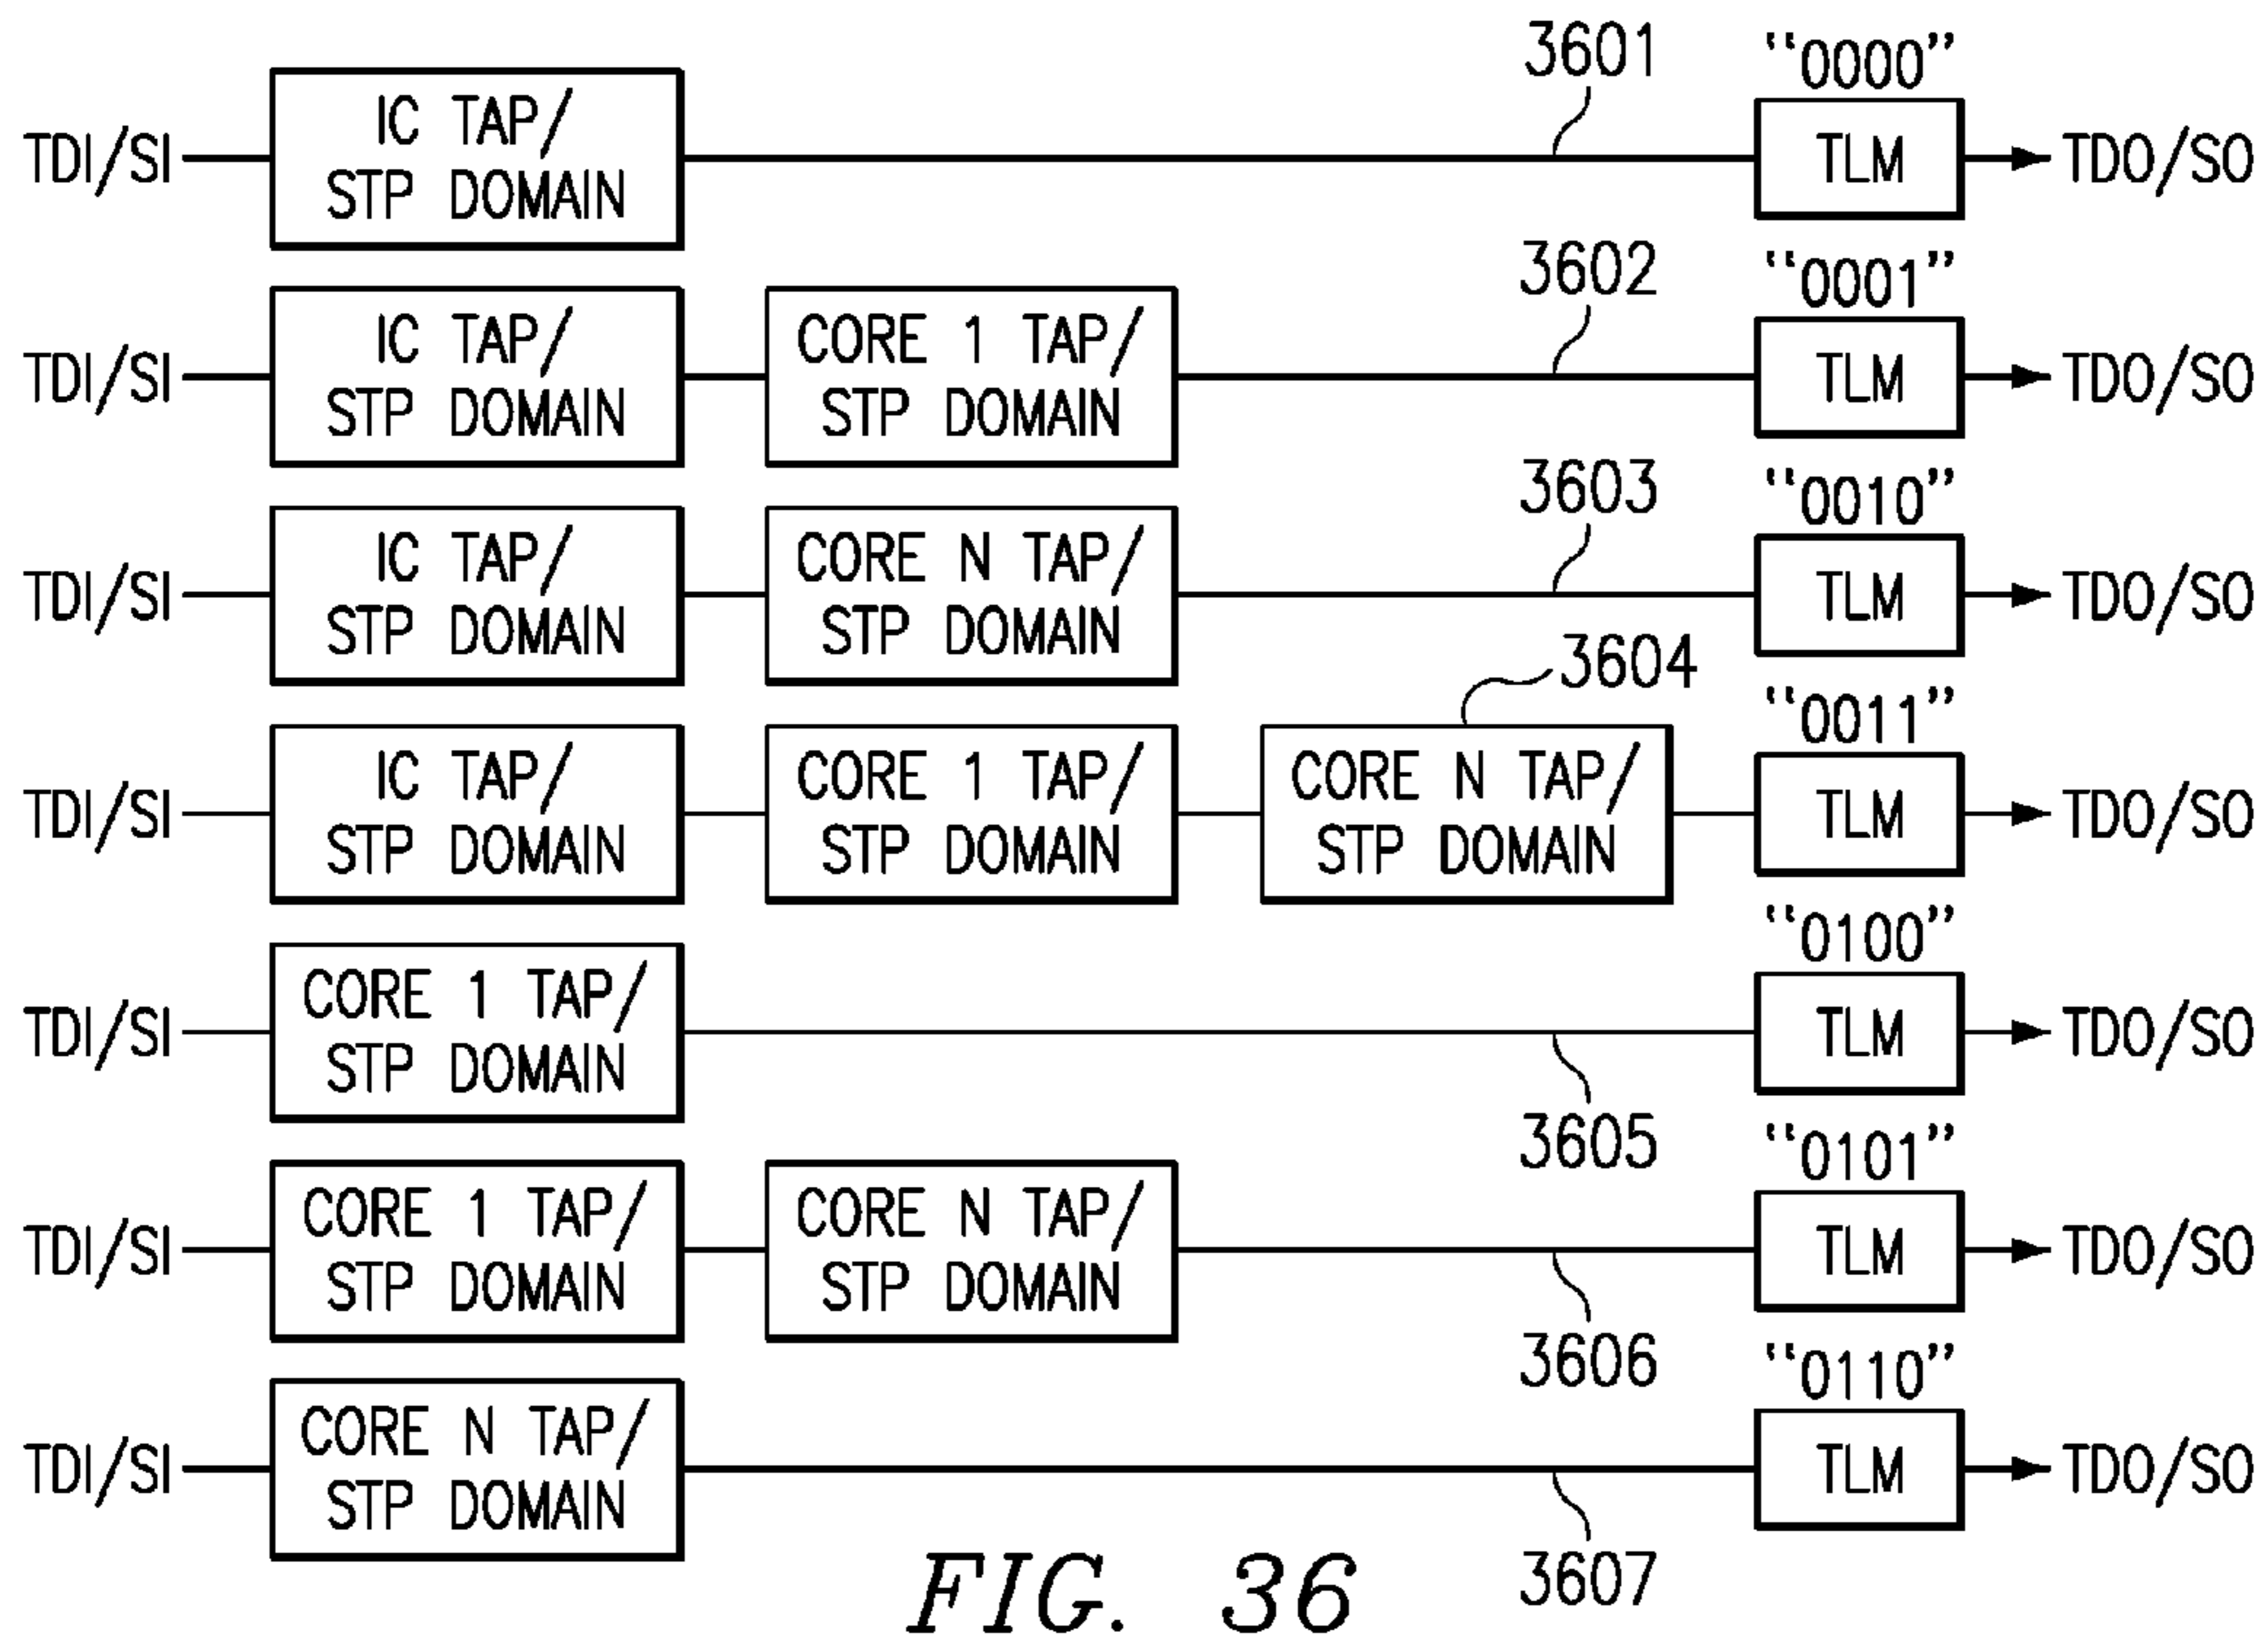 3601
"0000"
TDI/SI
IC TAP/
STP DOMAIN
TLM
TDO/SO
3602
"0001"
TDI/SI
IC TAP/
STP DOMAIN
CORE 1 TAP/
STP DOMAIN
TLM
TDO/SO
3603
"0010"
TDI/SI
IC TAP/
STP DOMAIN
CORE N TAP/
STP DOMAIN
TLM
TDO/SO
3604
"0011"
TDI/SI
IC TAP/
STP DOMAIN
CORE 1 TAP/
STP DOMAIN
CORE N TAP/
STP DOMAIN
TLM
TDO/SO
"0100"
TDI/SI
CORE 1 TAP/
STP DOMAIN
TLM
TDO/SO
3605
"0101"
TDI/SI
CORE 1 TAP/
STP DOMAIN
CORE N TAP/
STP DOMAIN
TLM
TDO/SO
3606
"0110"
TDI/SI
CORE N TAP/
STP DOMAIN
TLM
TDO/SO
3607
FIG. 36